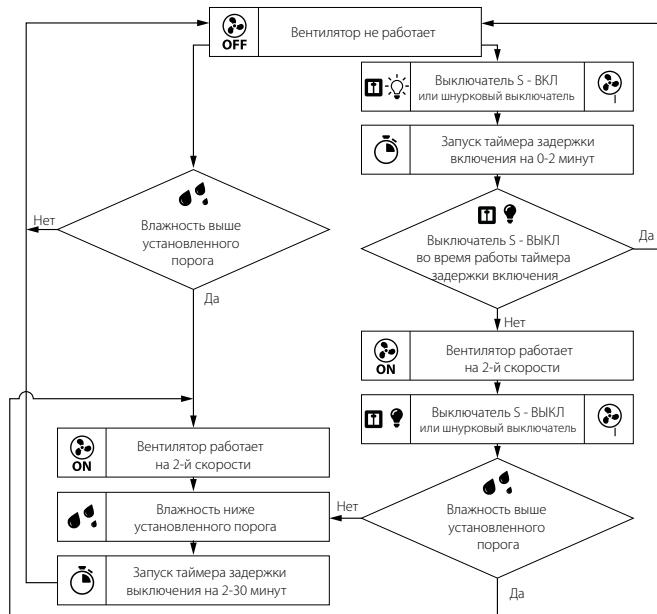 OFF
Вентилятор не работает
Выключатель S - ВКЛ
или шнурковый выключатель
Запуск таймера задержки
включения на 0-2 минут
Нет
Влажность выше
установленного
порога
Да
Выключатель S - ВЫКЛ
во время работы таймера
задержки включения
Да
Нет
ON
Вентилятор работает
на 2-й скорости
Выключатель S - ВЫКЛ
или шнурковый выключатель
ON
Вентилятор работает
на 2-й скорости
Влажность ниже
установленного порога
Нет
Влажность выше
установленного
порога
Запуск таймера задержки
выключения на 2-30 минут
Да